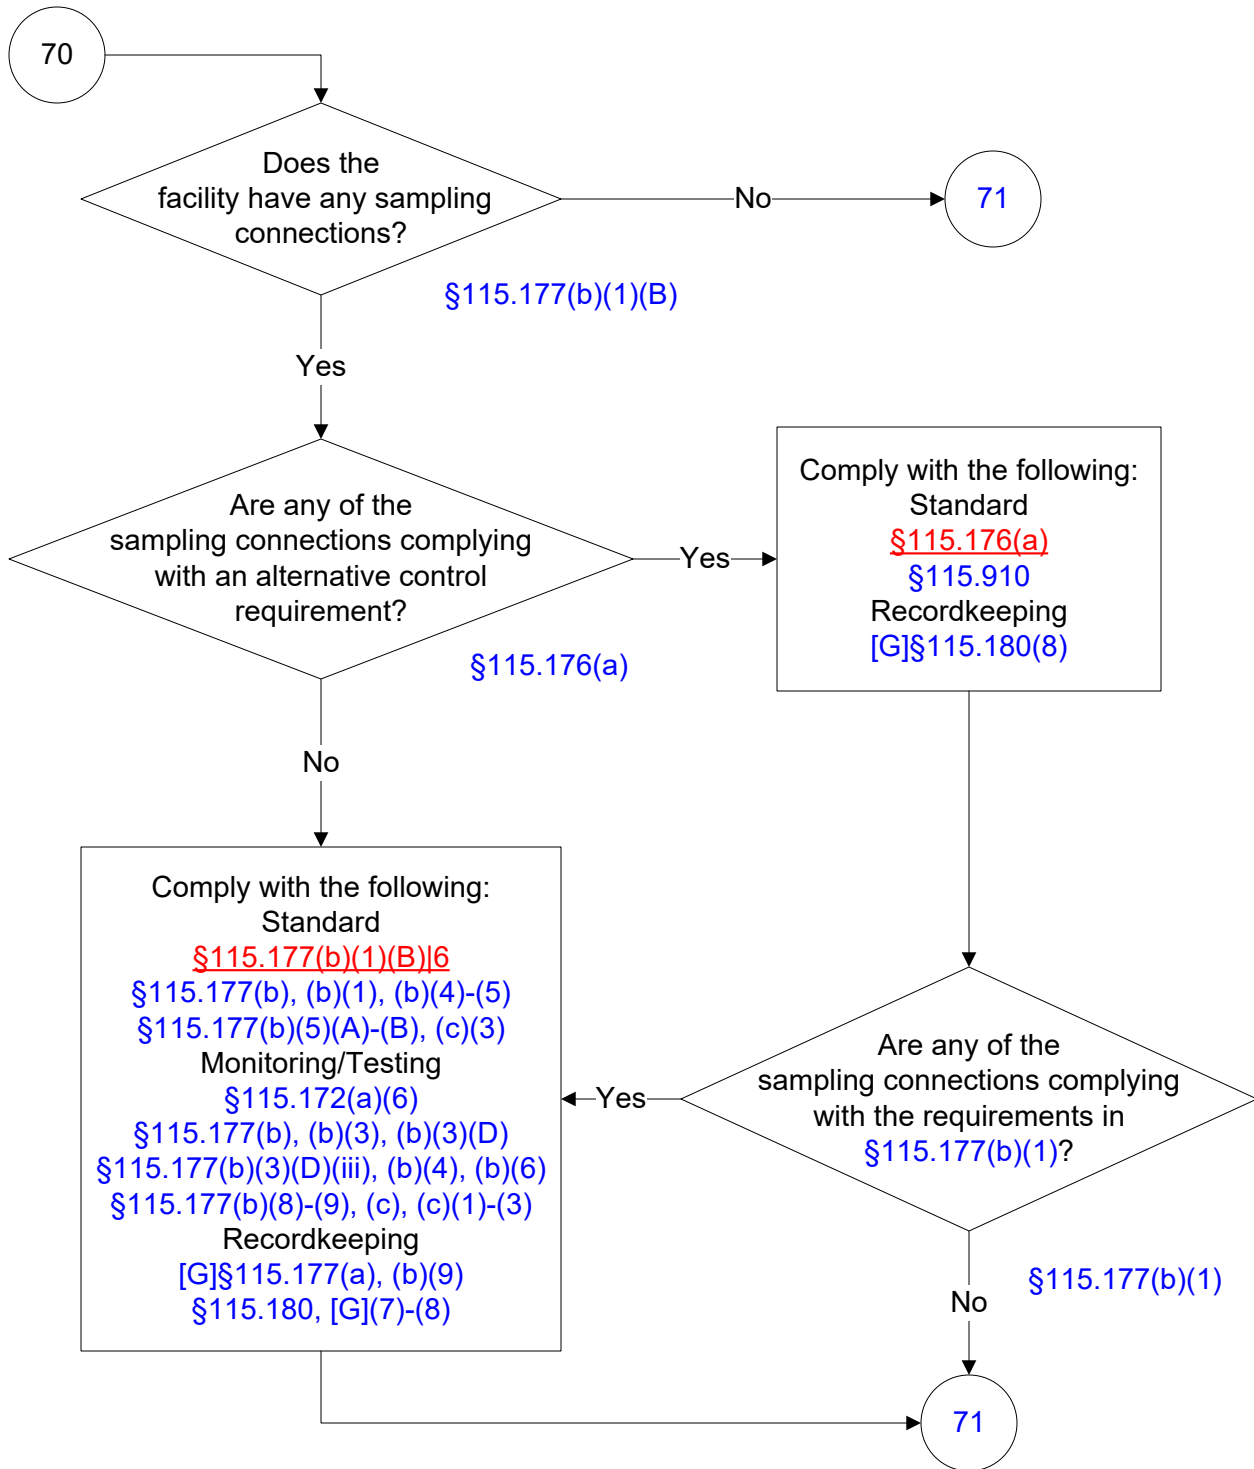 70
Does the
facility have any sampling
connections?
No
71
§115.177(b)(1)(B)
Yes
Are any of the
sampling connections complying
with an alternative control
requirement?
Yes
§115.176(a)
Comply with the following:
Standard
§115.176(a)
§115.910
Recordkeeping
[G]§115.180(8)
No
Comply with the following:
Standard
§115.177(b)(1)(B)|6
§115.177(b), (b)(1), (b)(4)-(5)
§115.177(b)(5)(A)-(B), (c)(3)
Monitoring/Testing
§115.172(a)(6)
§115.177(b), (b)(3), (b)(3)(D)
§115.177(b)(3)(D)(iii), (b)(4), (b)(6)
§115.177(b)(8)-(9), (c), (c)(1)-(3)
Recordkeeping
[G]§115.177(a), (b)(9)
§115.180, [G](7)-(8)
Yes
Are any of the
sampling connections complying
with the requirements in
§115.177(b)(1)?
§115.177(b)(1)
No
71